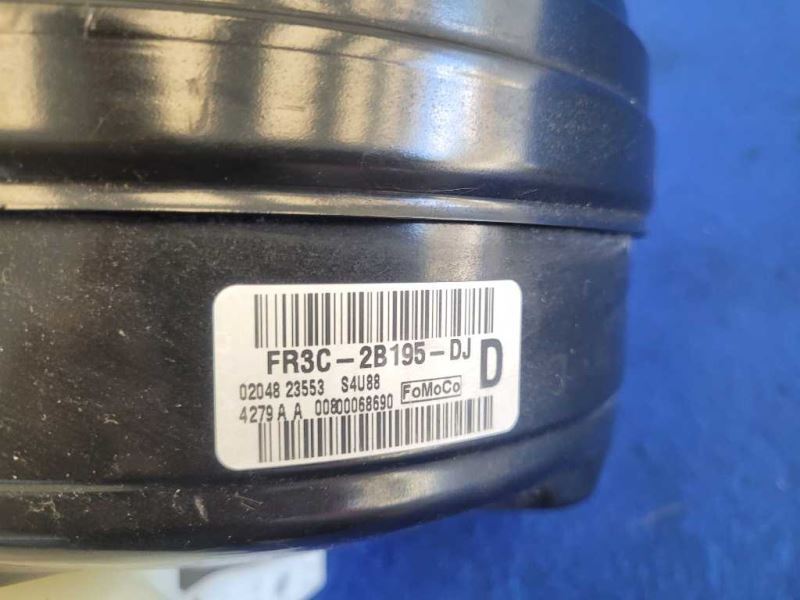 FR3C-2B195-DJ D
02048 23553 S4U88
4279 A A 00800068690 FoMoCo